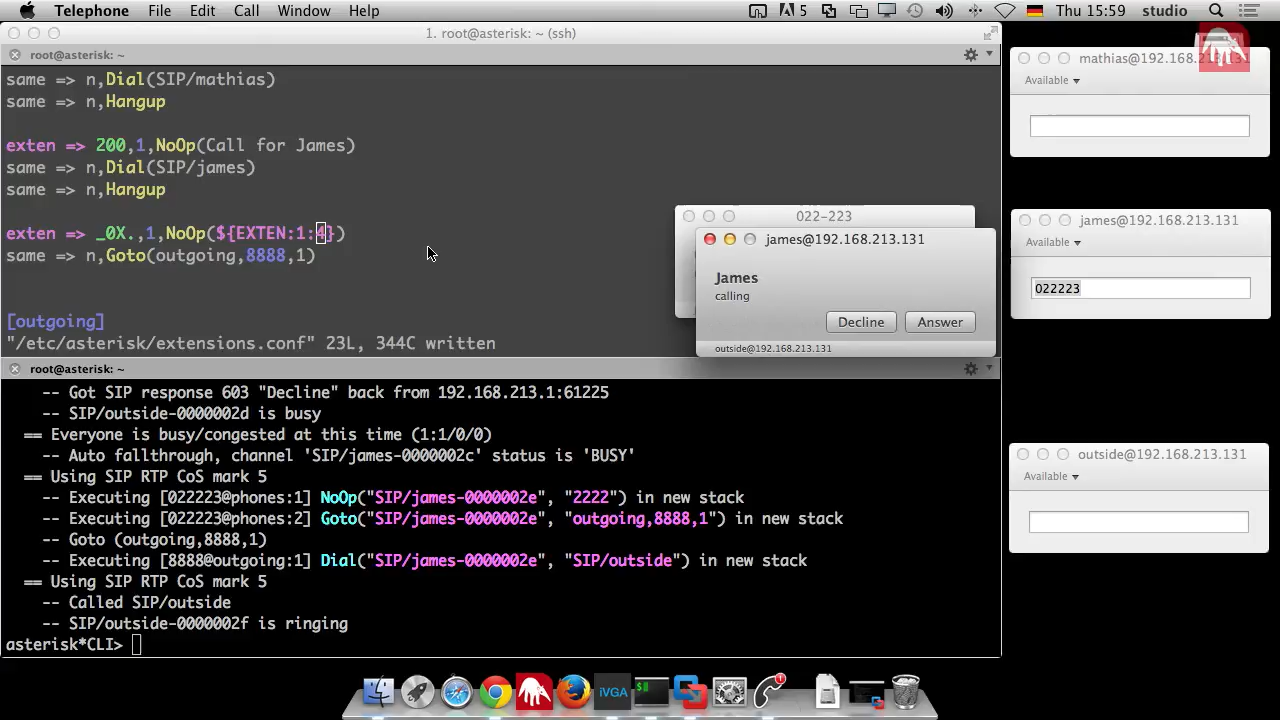 Telephone File Edit Call Window Help 5 Thu 15:59 studio
1. root@asterisk: ~ (ssh)
root@asterisk: ~
same => n,Dial(SIP/mathias)
same => n,Hangup
exten => 200,1,NoOp(Call for James)
same => n,Dial(SIP/james)
same => n,Hangup
exten => _0X.,1,NoOp(${EXTEN:1:4})
same => n,Goto(outgoing,8888,1)
[outgoing]
"/etc/asterisk/extensions.conf" 23L, 344C written
022-223
james@192.168.213.131
James
calling
Decline Answer
outside@192.168.213.131
root@asterisk: ~
-- Got SIP response 603 "Decline" back from 192.168.213.1:61225
-- SIP/outside-0000002d is busy
== Everyone is busy/congested at this time (1:1/0/0)
-- Auto fallthrough, channel 'SIP/james-0000002c' status is 'BUSY'
== Using SIP RTP CoS mark 5
-- Executing [022223@phones:1] NoOp("SIP/james-0000002e", "2222") in new stack
-- Executing [022223@phones:2] Goto("SIP/james-0000002e", "outgoing,8888,1") in new stack
-- Goto (outgoing,8888,1)
-- Executing [8888@outgoing:1] Dial("SIP/james-0000002e", "SIP/outside") in new stack
== Using SIP RTP CoS mark 5
-- Called SIP/outside
-- SIP/outside-0000002f is ringing
asterisk*CLI>
mathias@192.168.213.131
Available
james@192.168.213.131
Available
022223
outside@192.168.213.131
Available
iVGA
$
1